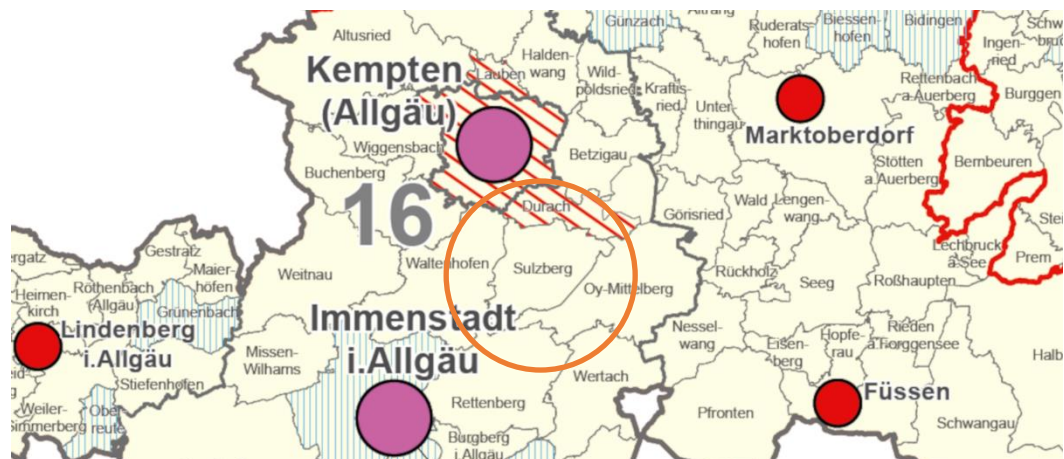 Günzach
Altusried
Halden-
wang
Ruderats-
hofen
Biessen-
hofen
Bidingen
Ingen-
ried
Kempten
(Allgäu)
Lauben
Wild-
poldsried
Krafts-
ried
Unter
thingau
Rettenbach
a.Auerberg
Burggen
Marktoberdorf
Wiggensbach
Betzigau
Buchenberg
Stötten
a.Auerberg
Bernbeuren
16
Durach
Görisried
Wald
Lengen-
wang
Gestratz
Maier-
höfen
Weitnau
Waltenhofen
Sulzberg
Oy-Mittelberg
Rückholz
Seeg
Roßhaupten
Lechbruck
a.See
Prem
Heimen-
kirch
Röthenbach
(Allgäu)
Grünenbach
Lindenberg
i.Allgäu
Immenstadt
i.Allgäu
Missen-
Wilhams
Nessel-
wang
Eisen-
berg
Hopfe-
rau
Rieden
a.Forggensee
Halb
Stiefenhofen
Wertach
Füssen
Weiler-
Simmerberg
Ober
reute
Rettenberg
Burgberg
i.Allgäu
Pfronten
Schwangau